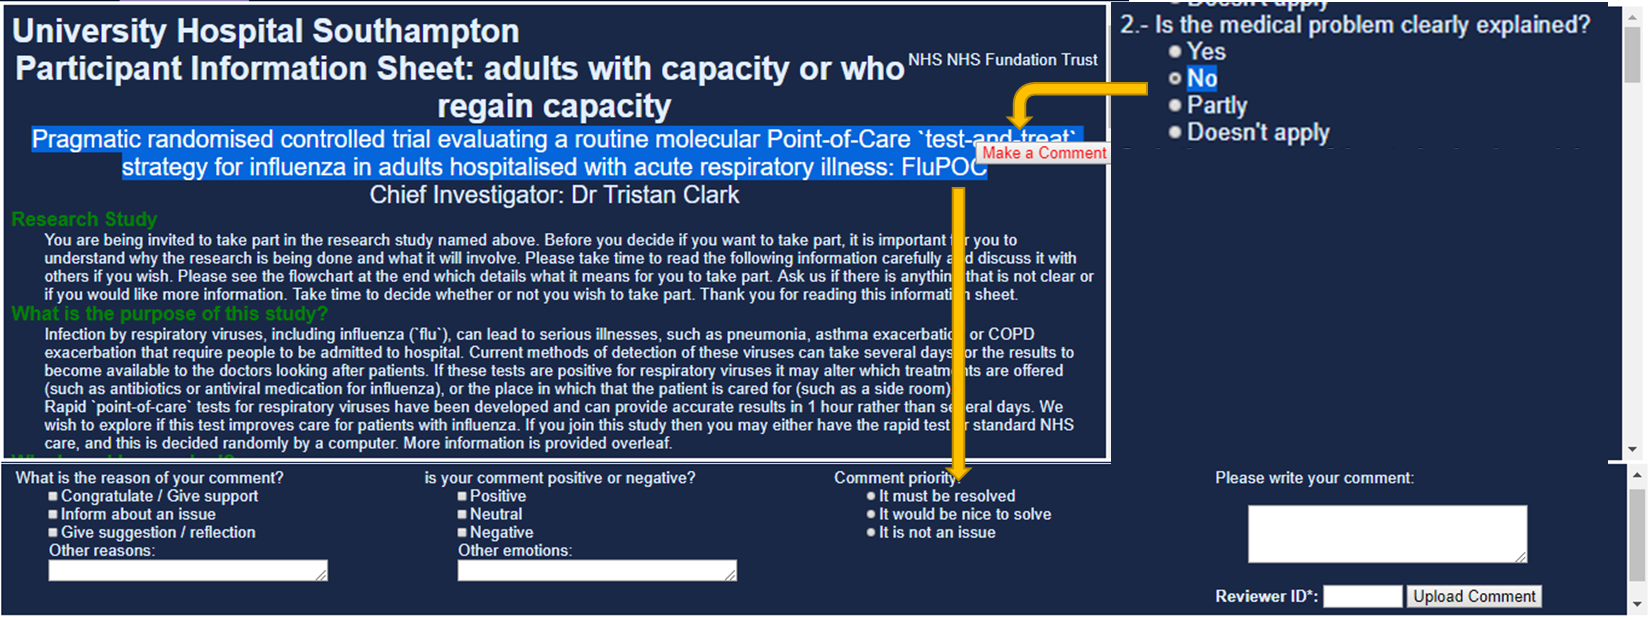 University Hospital Southampton
NHS NHS Fundation Trust
Participant Information Sheet: adults with capacity or who
regain capacity
Pragmatic randomised controlled trial evaluating a routine molecular Point-of-Care `test-and-treat`
strategy for influenza in adults hospitalised with acute respiratory illness: FluPOC
Make a Comment
Chief Investigator: Dr Tristan Clark
Research Study
You are being invited to take part in the research study named above. Before you decide if you want to take part, it is important for you to
understand why the research is being done and what it will involve. Please take time to read the following information carefully and discuss it with
others if you wish. Please see the flowchart at the end which details what it means for you to take part. Ask us if there is anything that is not clear or
if you would like more information. Take time to decide whether or not you wish to take part. Thank you for reading this information sheet.
What is the purpose of this study?
Infection by respiratory viruses, including influenza (`flu`), can lead to serious illnesses, such as pneumonia, asthma exacerbation or COPD
exacerbation that require people to be admitted to hospital. Current methods of detection of these viruses can take several days for the results to
become available to the doctors looking after patients. If these tests are positive for respiratory viruses it may alter which treatments are offered
(such as antibiotics or antiviral medication for influenza), or the place in which that the patient is cared for (such as a side room)
Rapid `point-of-care` tests for respiratory viruses have been developed and can provide accurate results in 1 hour rather than several days. We
wish to explore if this test improves care for patients with influenza. If you join this study then you may either have the rapid test or standard NHS
care, and this is decided randomly by a computer. More information is provided overleaf.
Doesn't apply
2.- Is the medical problem clearly explained?
Yes
No
Partly
Doesn't apply
What is the reason of your comment?
Congratulate / Give support
Inform about an issue
Give suggestion / reflection
Other reasons:
is your comment positive or negative?
Positive
Neutral
Negative
Other emotions:
Comment priority:
It must be resolved
It would be nice to solve
It is not an issue
Please write your comment:
Reviewer ID*:
Upload Comment